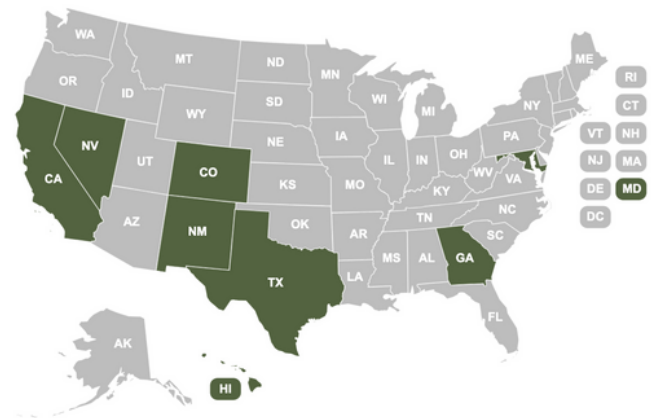 WA
MT
ND
MN
ME
OR
ID
WY
SD
WI
MI
NY
RI
CT
VT
NH
NJ
MA
DE
MD
DC
NV
CA
UT
CO
NE
IA
IL
IN
OH
PA
WV
VA
KS
MO
KY
NC
TN
AZ
NM
OK
AR
SC
MS
AL
GA
TX
LA
FL
AK
HI